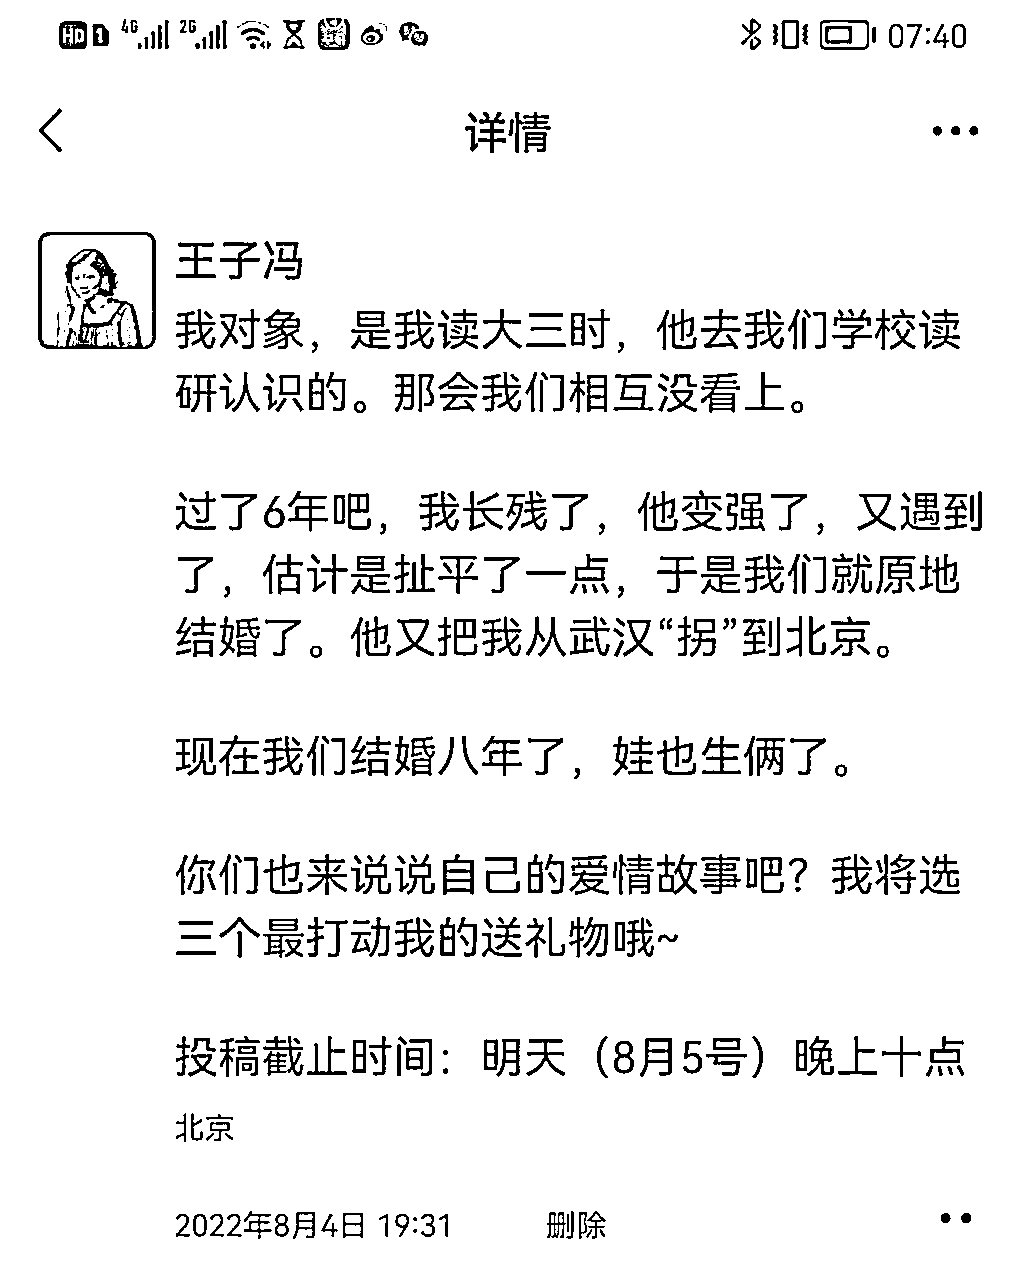 HD 1 4G 2G 07:40
详情
王子冯
我对象，是我读大三时，他去我们学校读
研认识的。那会我们相互没看上。
过了6年吧，我长残了，他变强了，又遇到
了，估计是扯平了一点，于是我们就原地
结婚了。他又把我从武汉“拐”到北京。
现在我们结婚八年了，娃也生俩了。
你们也来说说自己的爱情故事吧？我将选
三个最打动我的送礼物哦~
投稿截止时间：明天（8月5号）晚上十点
北京
2022年8月4日 19:31 删除